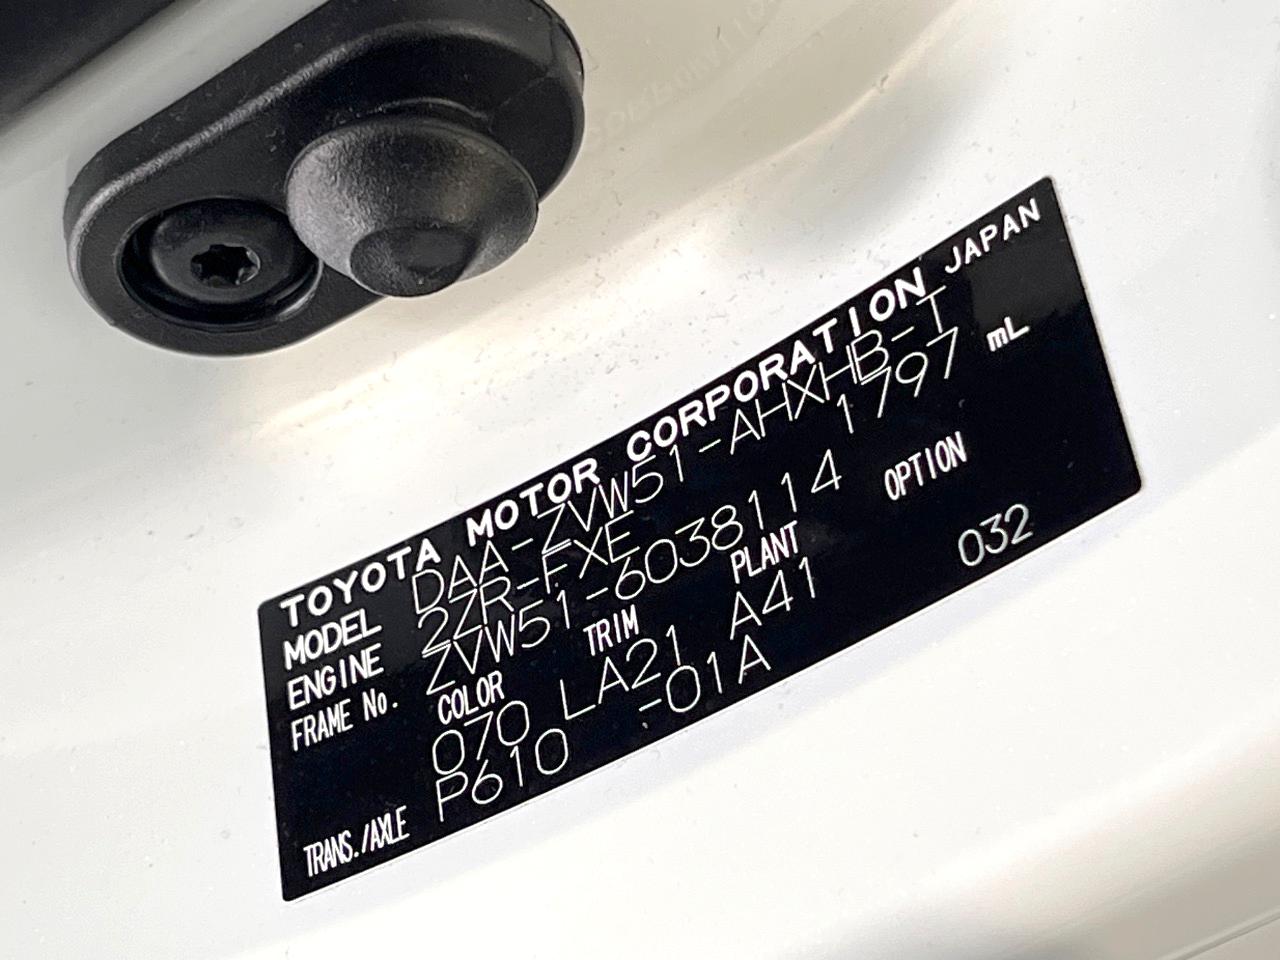 TOYOTA MOTOR CORPORATION JAPAN
MODEL DAA-ZVW51-AHXHB-T
ENGINE 2ZR-FXE 1797 mL
FRAME No. ZVW51-6038114
COLOR TRIM PLANT OPTION
070 LA21 A41 032
TRANS./AXLE P610 -01A